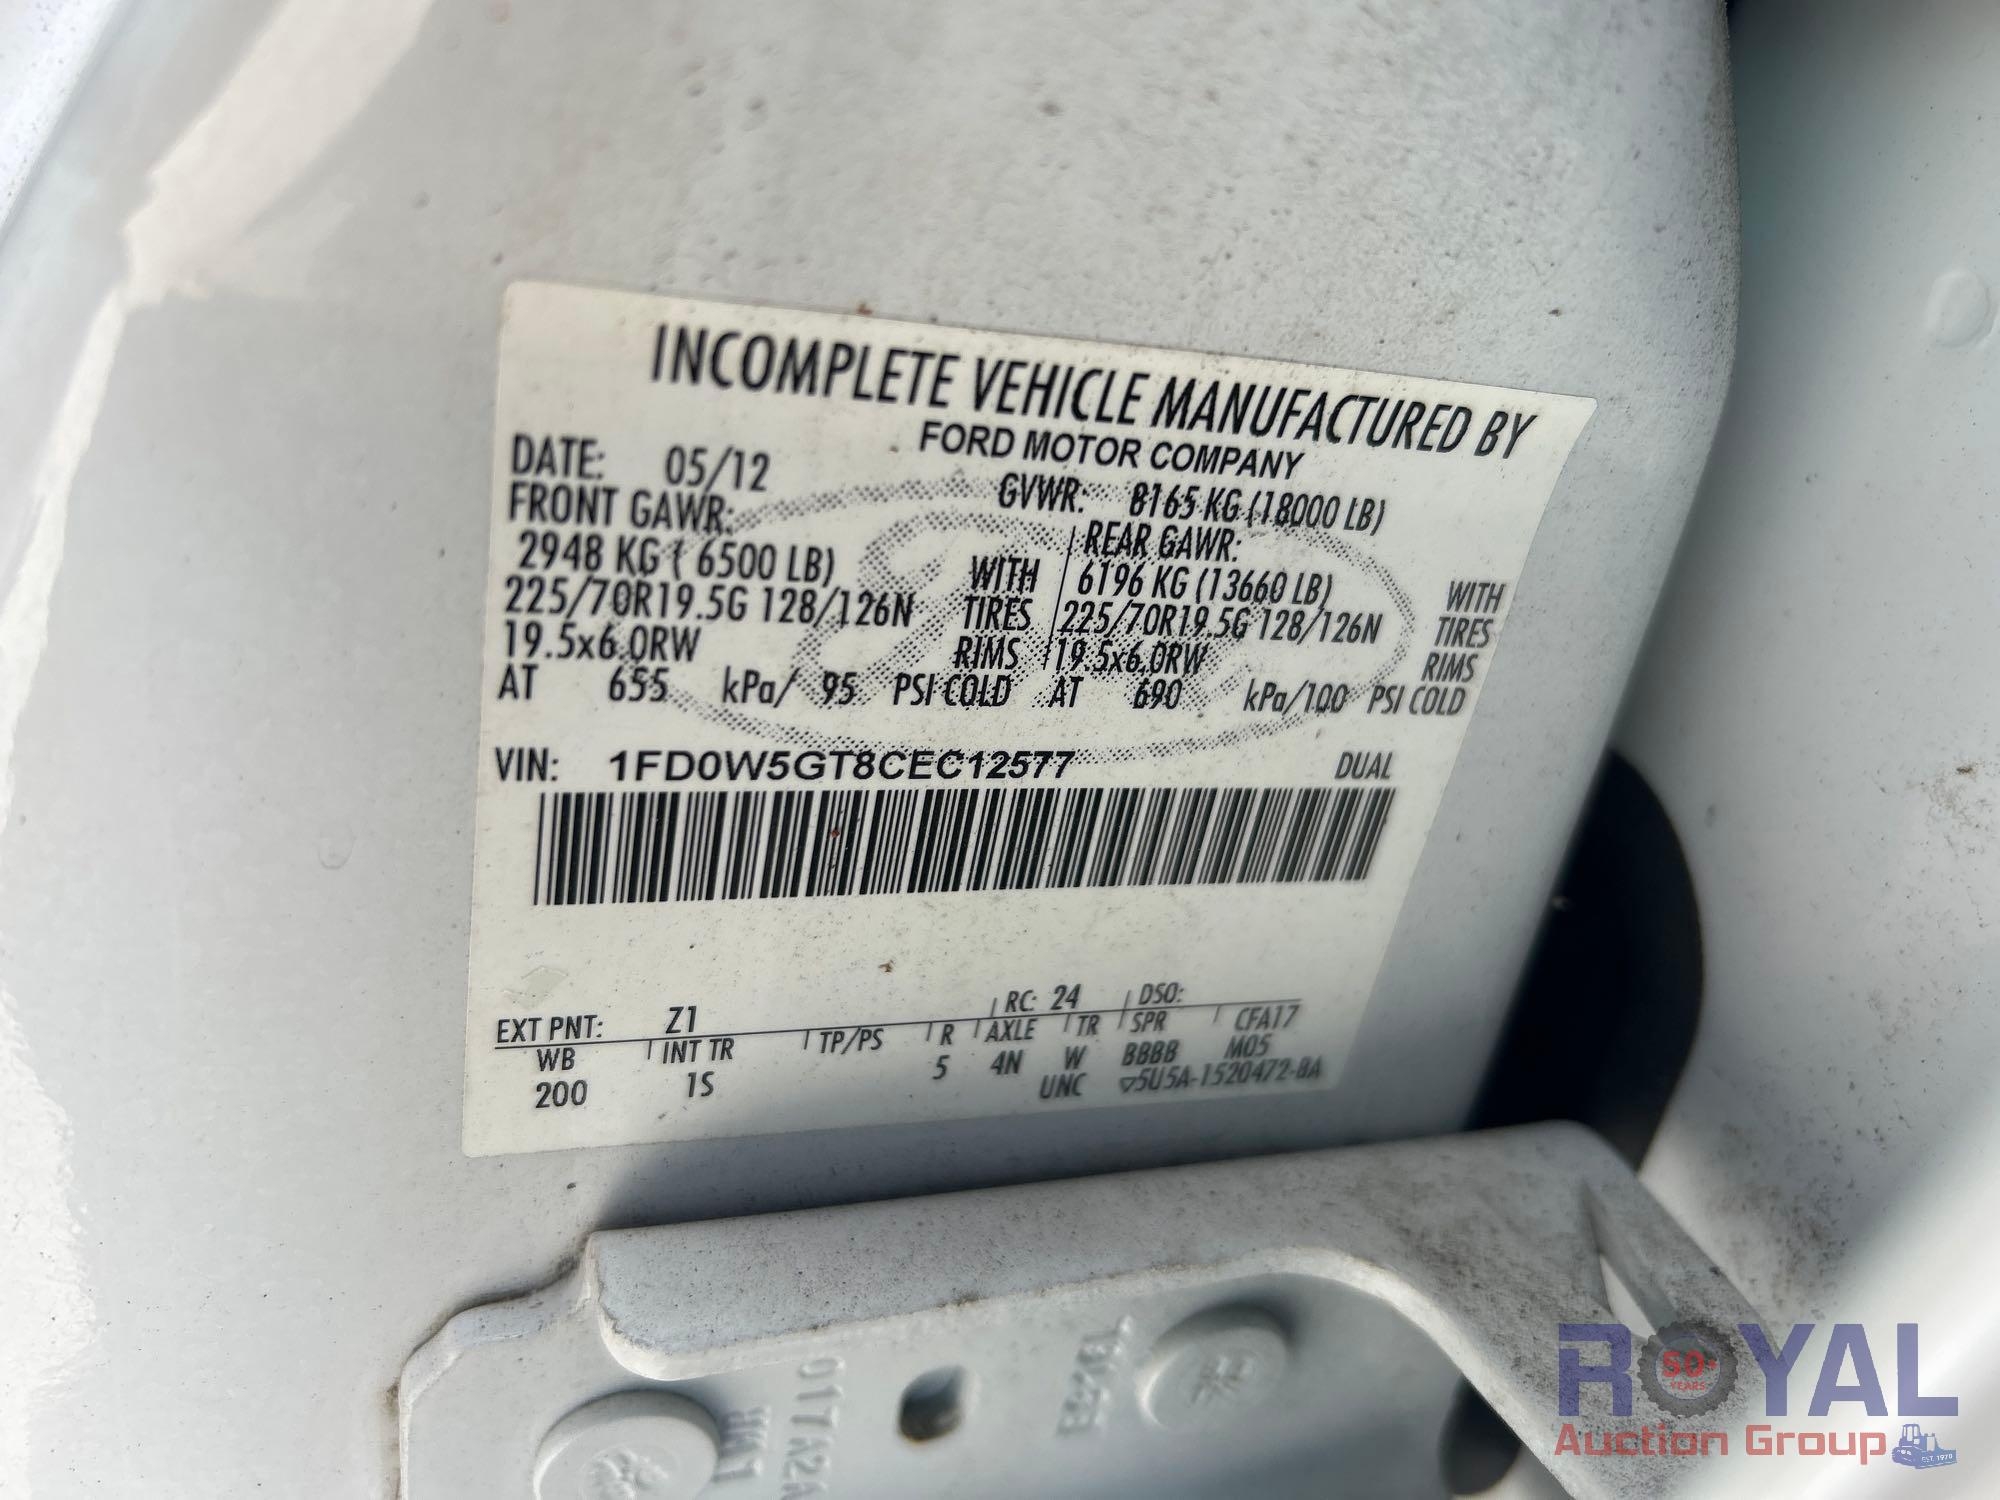 INCOMPLETE VEHICLE MANUFACTURED BY
FORD MOTOR COMPANY
DATE: 05/12
GVWR: 8165 KG (18000 LB)
FRONT GAWR:
REAR GAWR:
2948 KG ( 6500 LB) WITH 6196 KG (13660 LB) WITH
225/70R19.5G 128/126N TIRES 225/70R19.5G 128/126N TIRES
19.5x6.0RW RIMS 19.5x6.0RW RIMS
AT 655 kPa/ 95 PSI COLD AT 690 kPa/100 PSI COLD
VIN: 1FD0W5GT8CEC12577 DUAL
EXT PNT: Z1 RC: 24 DSO:
WB INT TR TP/PS R AXLE TR SPR CFA17
200 1S 5 4N W BBBB M05
UNC ▽5U5A-1520472-BA
ROYAL
50+
YEARS
Auction Group
EST. 1970